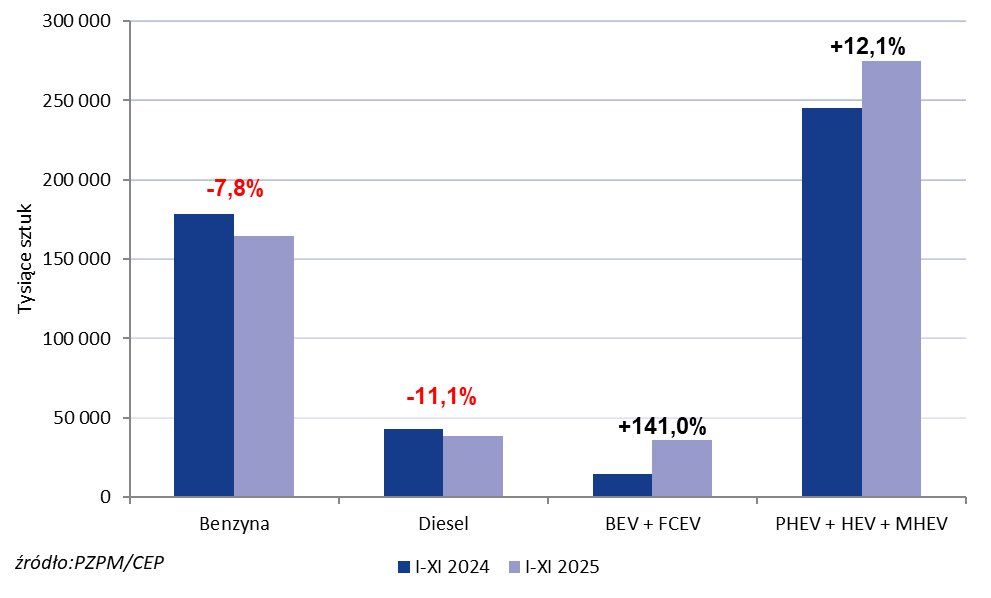 300 000
250 000
200 000
150 000
100 000
50 000
0
Tysiące sztuk
-7,8%
-11,1%
+141,0%
+12,1%
Benzyna
Diesel
BEV + FCEV
PHEV + HEV + MHEV
źródło:PZPM/CEP
I-XI 2024
I-XI 2025